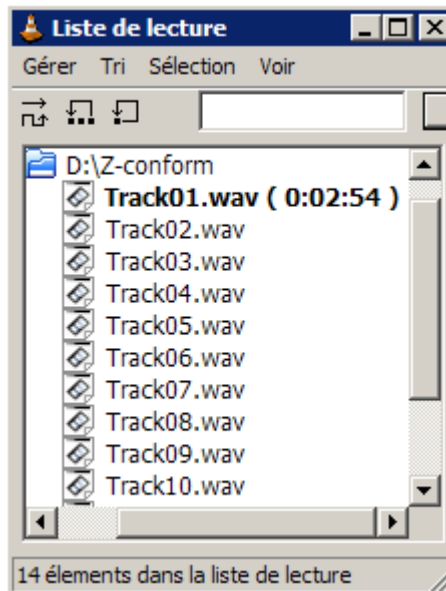 Liste de lecture
Gérer Tri Sélection Voir
D:\Z-conform
Track01.wav ( 0:02:54 )
Track02.wav
Track03.wav
Track04.wav
Track05.wav
Track06.wav
Track07.wav
Track08.wav
Track09.wav
Track10.wav
14 élements dans la liste de lecture